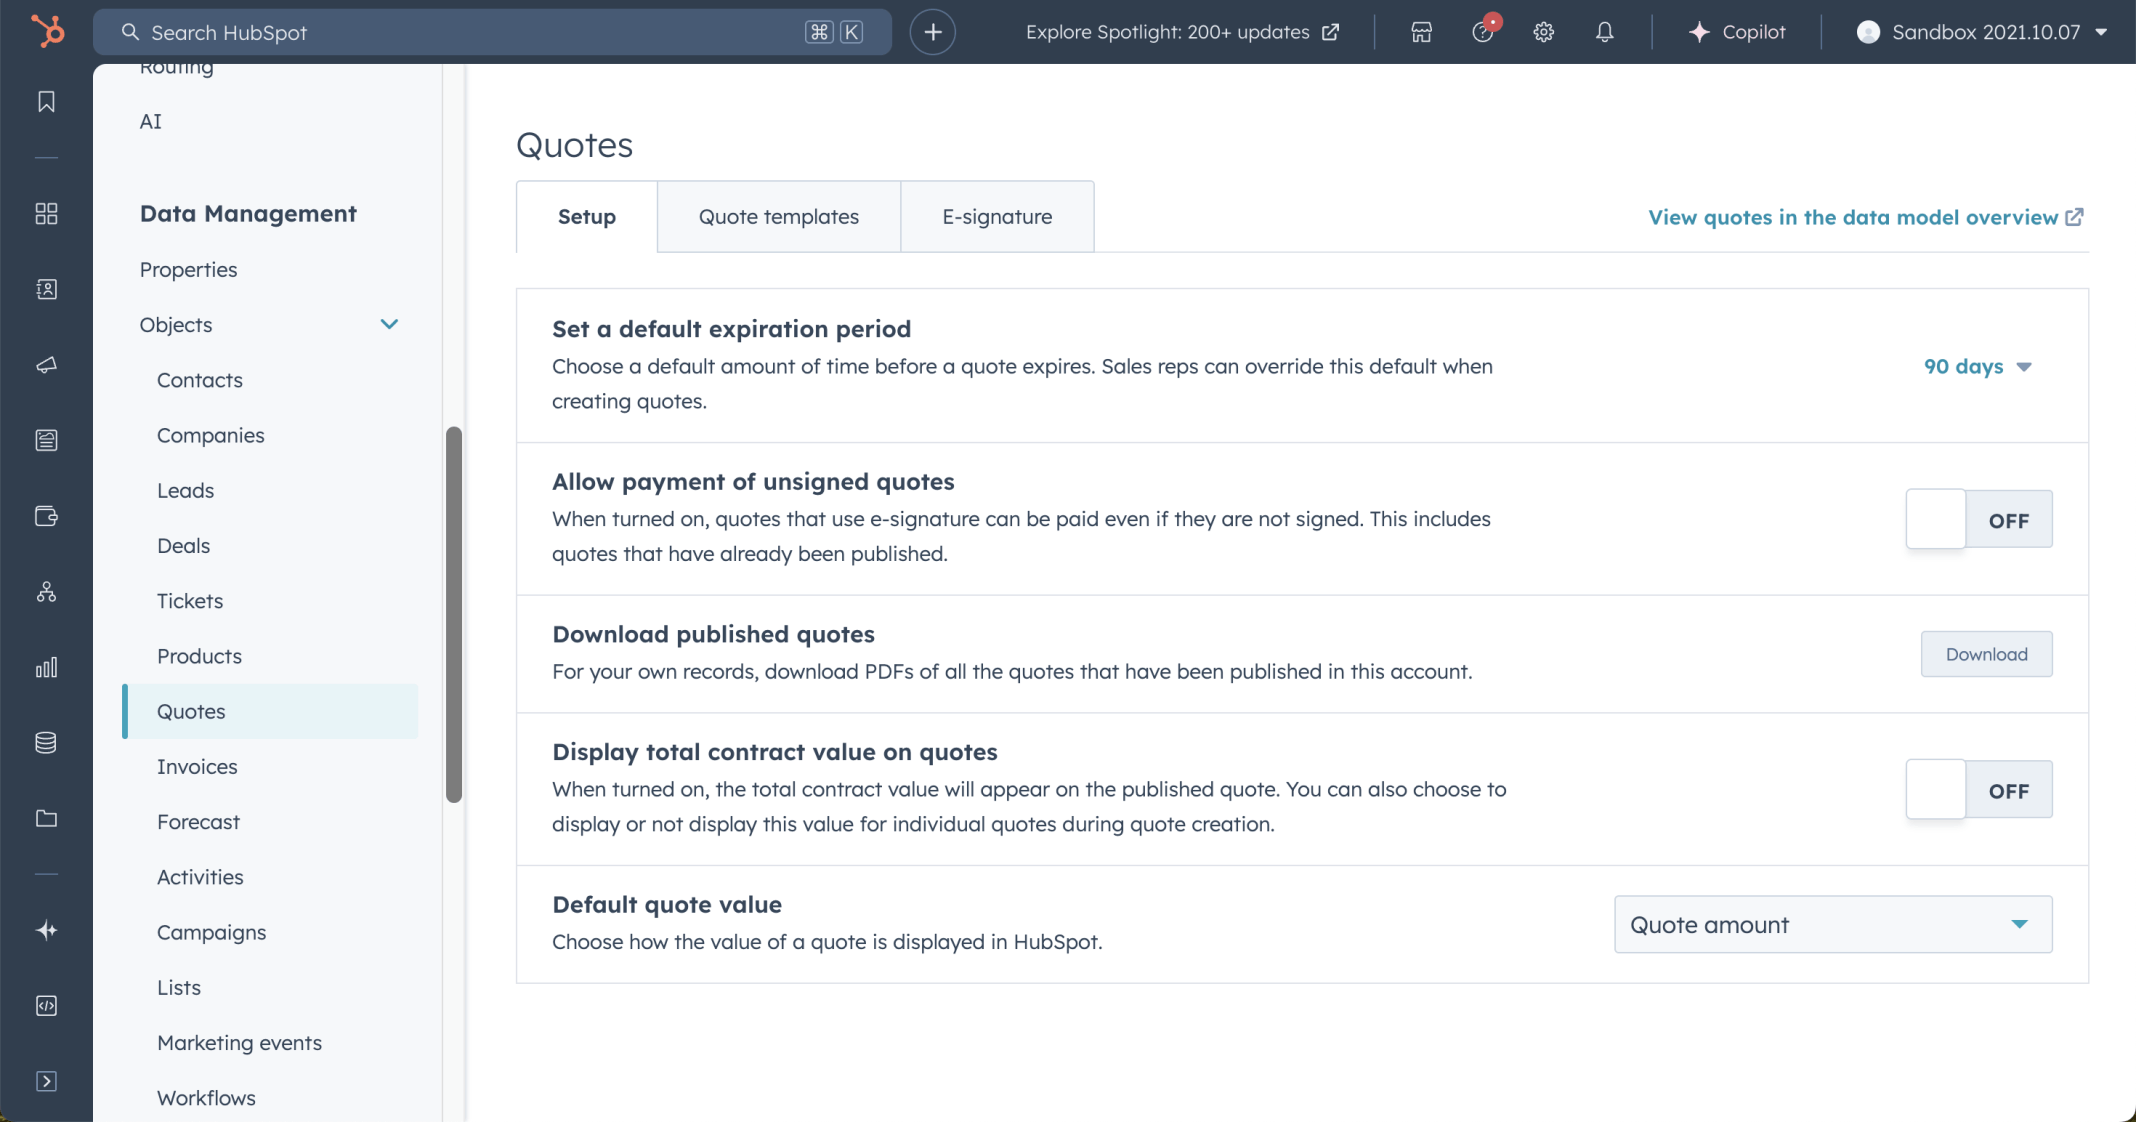 Search HubSpot
⌘ K
Explore Spotlight: 200+ updates
Copilot
Sandbox 2021.10.07
Routing
AI
Data Management
Properties
Objects
Contacts
Companies
Leads
Deals
Tickets
Products
Quotes
Invoices
Forecast
Activities
Campaigns
Lists
Marketing events
Workflows
Quotes
Setup
Quote templates
E-signature
View quotes in the data model overview
Set a default expiration period
Choose a default amount of time before a quote expires. Sales reps can override this default when
creating quotes.
90 days
Allow payment of unsigned quotes
When turned on, quotes that use e-signature can be paid even if they are not signed. This includes
quotes that have already been published.
OFF
Download published quotes
For your own records, download PDFs of all the quotes that have been published in this account.
Download
Display total contract value on quotes
When turned on, the total contract value will appear on the published quote. You can also choose to
display or not display this value for individual quotes during quote creation.
OFF
Default quote value
Choose how the value of a quote is displayed in HubSpot.
Quote amount